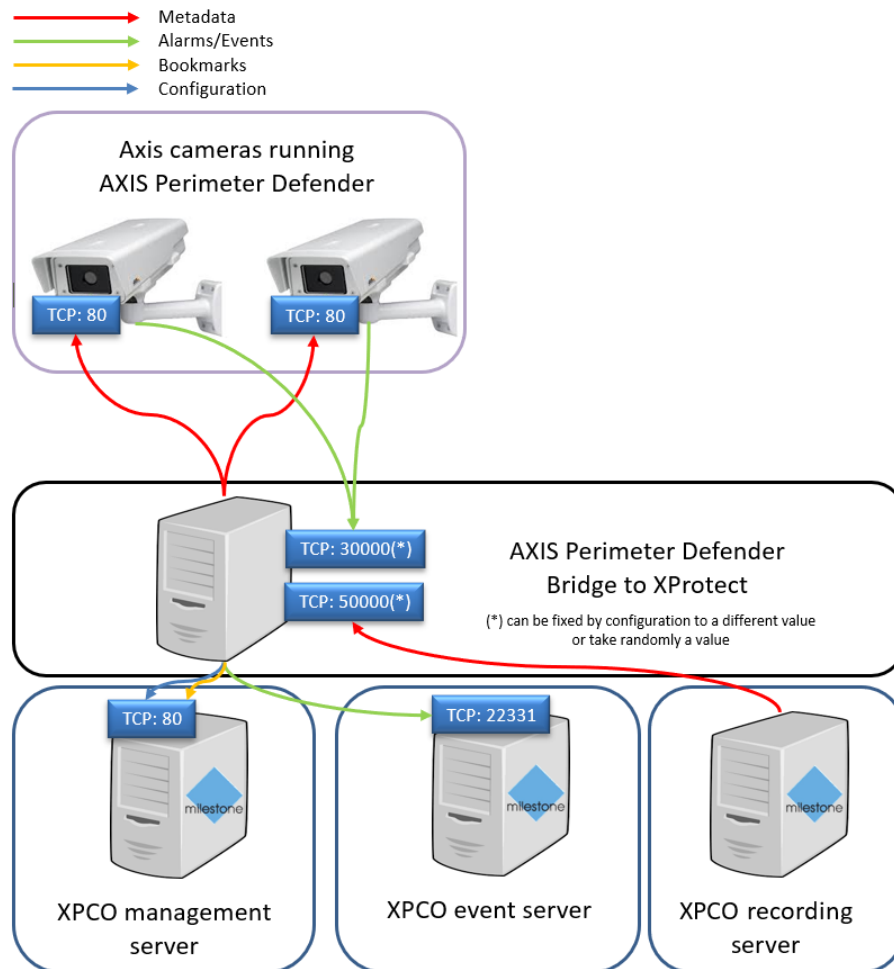 Metadata
Alarms/Events
Bookmarks
Configuration
Axis cameras running
AXIS Perimeter Defender
TCP: 80
TCP: 80
TCP: 30000(*)
TCP: 50000(*)
AXIS Perimeter Defender
Bridge to XProtect
(*) can be fixed by configuration to a different value
or take randomly a value
TCP: 80
TCP: 22331
milestone
milestone
milestone
XPCO management
server
XPCO event server
XPCO recording
server